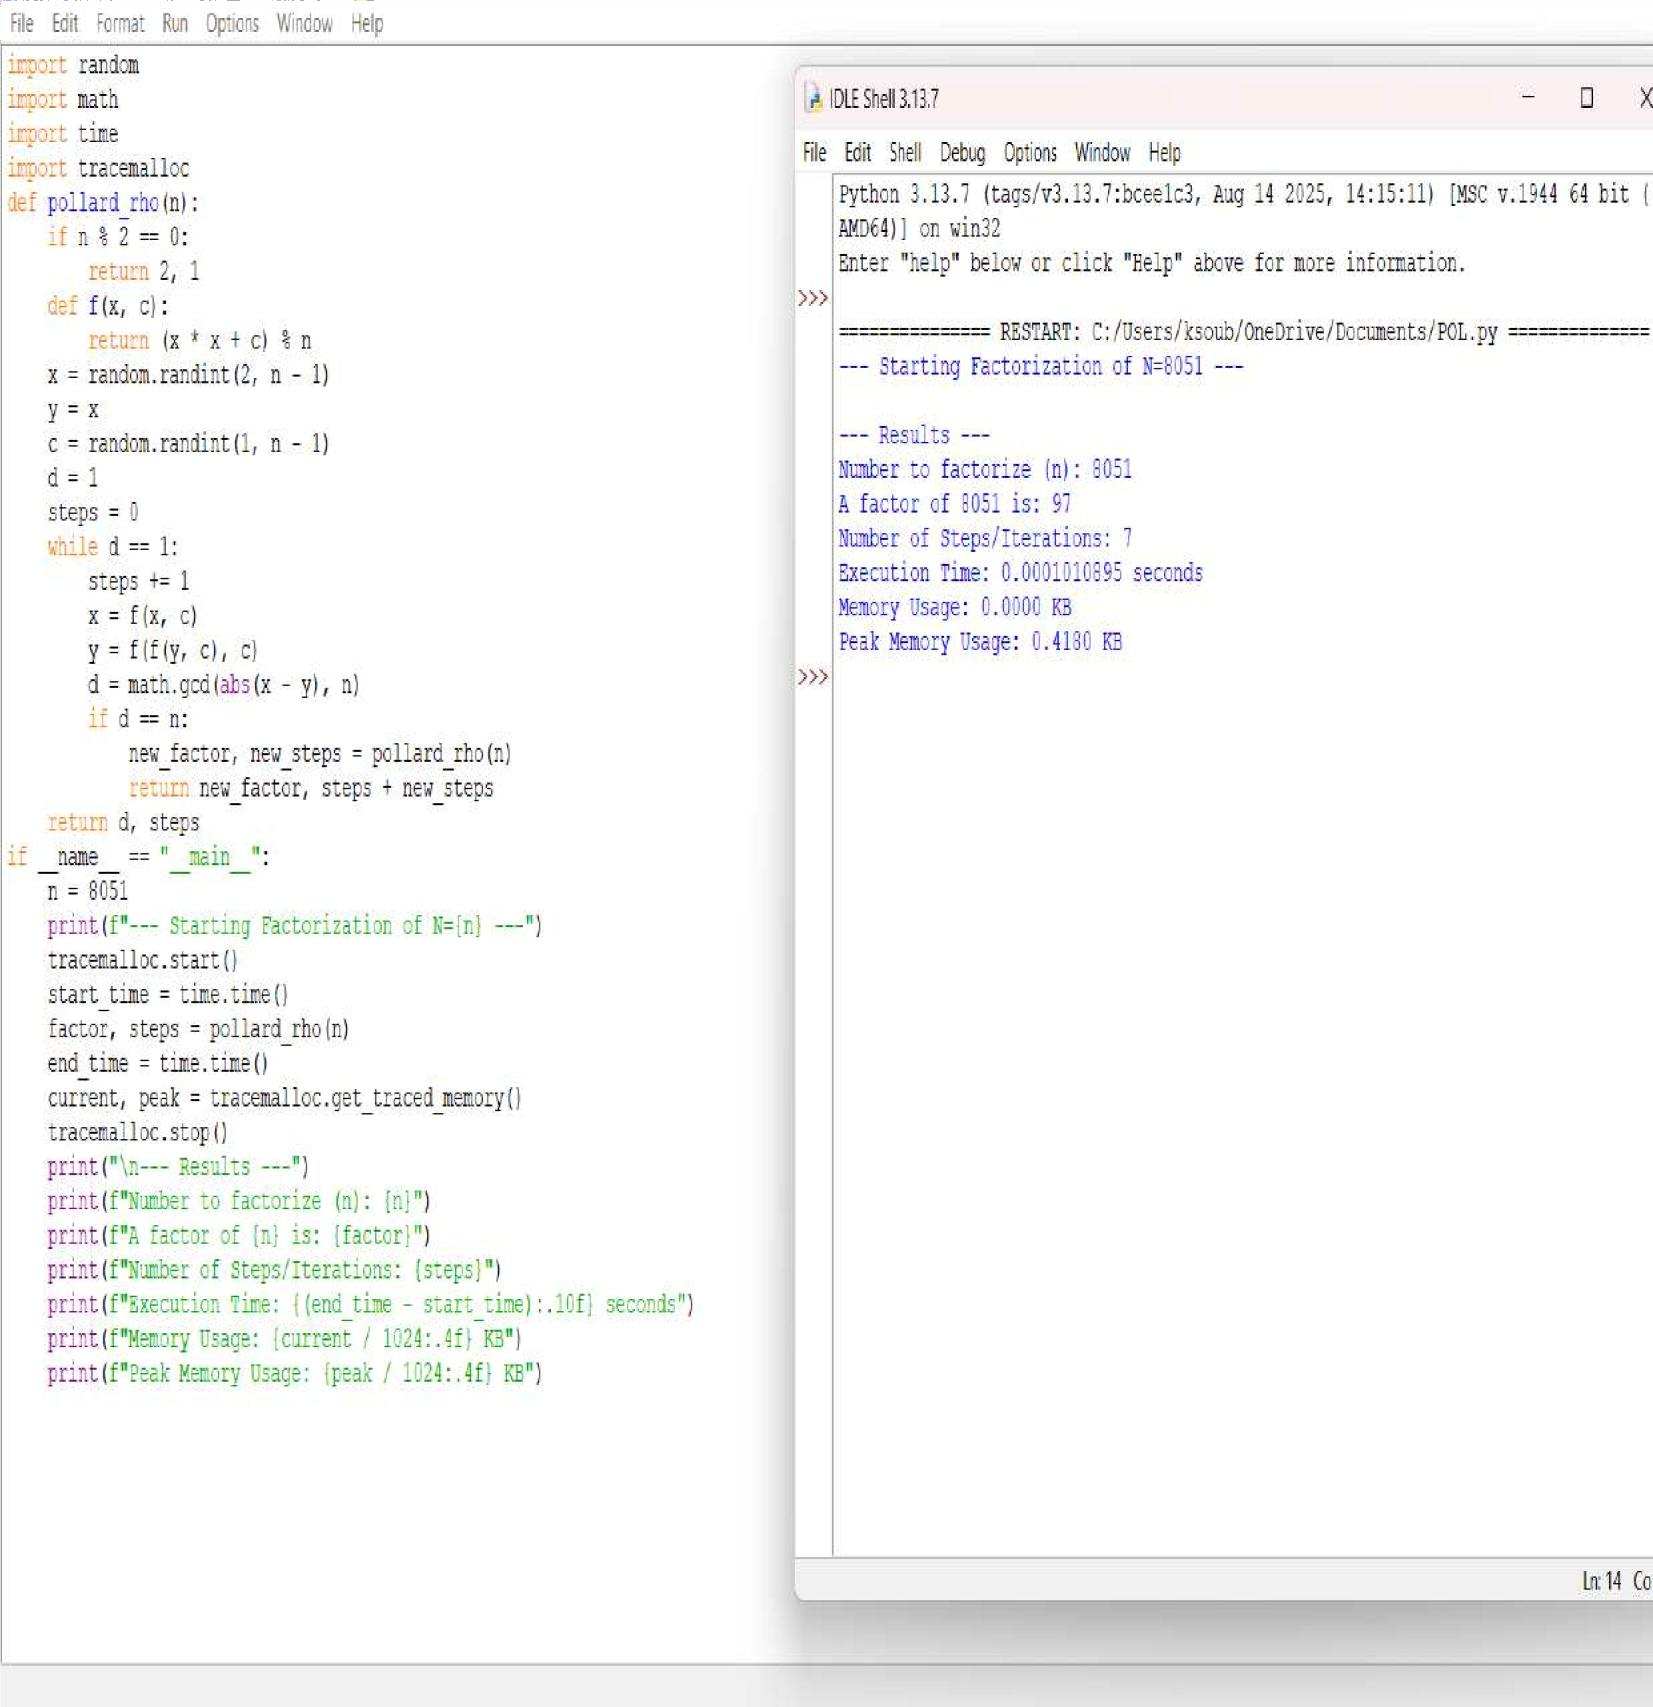 File Edit Format Run Options Window Help
import random
import math
import time
import tracemalloc
def pollard_rho(n):
    if n % 2 == 0:
        return 2, 1
    def f(x, c):
        return (x * x + c) % n
    x = random.randint(2, n - 1)
    y = x
    c = random.randint(1, n - 1)
    d = 1
    steps = 0
    while d == 1:
        steps += 1
        x = f(x, c)
        y = f(f(y, c), c)
        d = math.gcd(abs(x - y), n)
        if d == n:
            new_factor, new_steps = pollard_rho(n)
            return new_factor, steps + new_steps
    return d, steps
if __name__ == "__main__":
    n = 8051
    print(f"--- Starting Factorization of N={n} ---")
    tracemalloc.start()
    start_time = time.time()
    factor, steps = pollard_rho(n)
    end_time = time.time()
    current, peak = tracemalloc.get_traced_memory()
    tracemalloc.stop()
    print("\n--- Results ---")
    print(f"Number to factorize (n): {n}")
    print(f"A factor of {n} is: {factor}")
    print(f"Number of Steps/Iterations: {steps}")
    print(f"Execution Time: {(end_time - start_time):.10f} seconds")
    print(f"Memory Usage: {current / 1024:.4f} KB")
    print(f"Peak Memory Usage: {peak / 1024:.4f} KB")
IDLE Shell 3.13.7
File Edit Shell Debug Options Window Help
Python 3.13.7 (tags/v3.13.7:bcee1c3, Aug 14 2025, 14:15:11) [MSC v.1944 64 bit (
AMD64)] on win32
Enter "help" below or click "Help" above for more information.
>>>
=============== RESTART: C:/Users/ksoub/OneDrive/Documents/POL.py ==============
--- Starting Factorization of N=8051 ---
--- Results ---
Number to factorize (n): 8051
A factor of 8051 is: 97
Number of Steps/Iterations: 7
Execution Time: 0.0001010895 seconds
Memory Usage: 0.0000 KB
Peak Memory Usage: 0.4180 KB
>>>
Ln: 14 Co